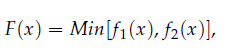 F(x) = Min[f₁(x), f₂(x)],